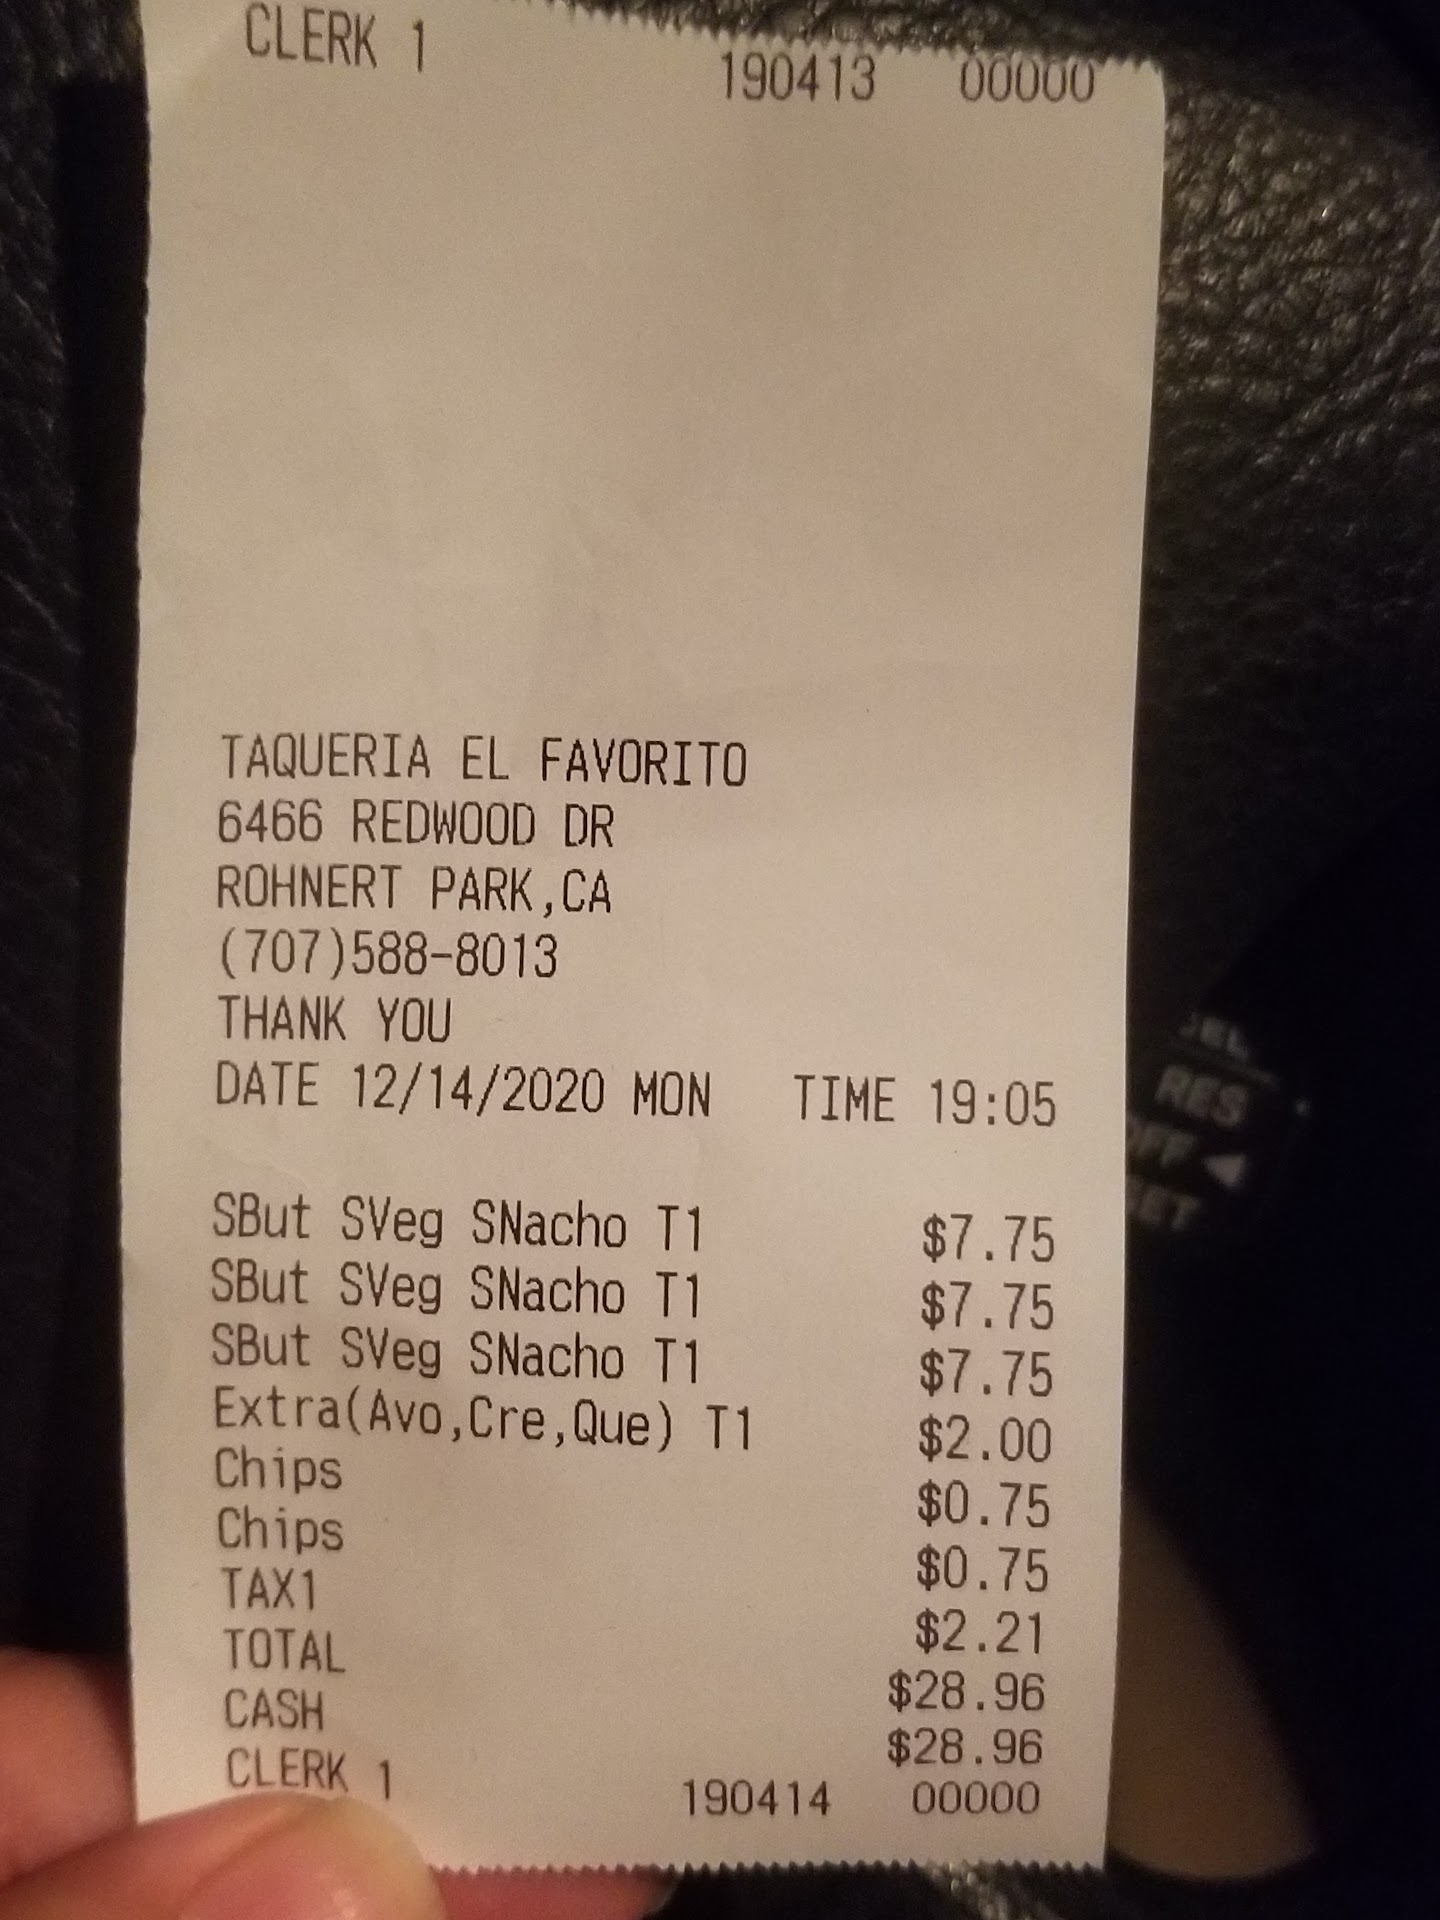 CLERK 1 190413 00000
TAQUERIA EL FAVORITO
6466 REDWOOD DR
ROHNERT PARK,CA
(707)588-8013
THANK YOU
DATE 12/14/2020 MON TIME 19:05
SBut SVeg SNacho T1 $7.75
SBut SVeg SNacho T1 $7.75
SBut SVeg SNacho T1 $7.75
Extra(Avo,Cre,Que) T1 $2.00
Chips $0.75
Chips $0.75
TAX1 $2.21
TOTAL $28.96
CASH $28.96
CLERK 1 190414 00000
RES